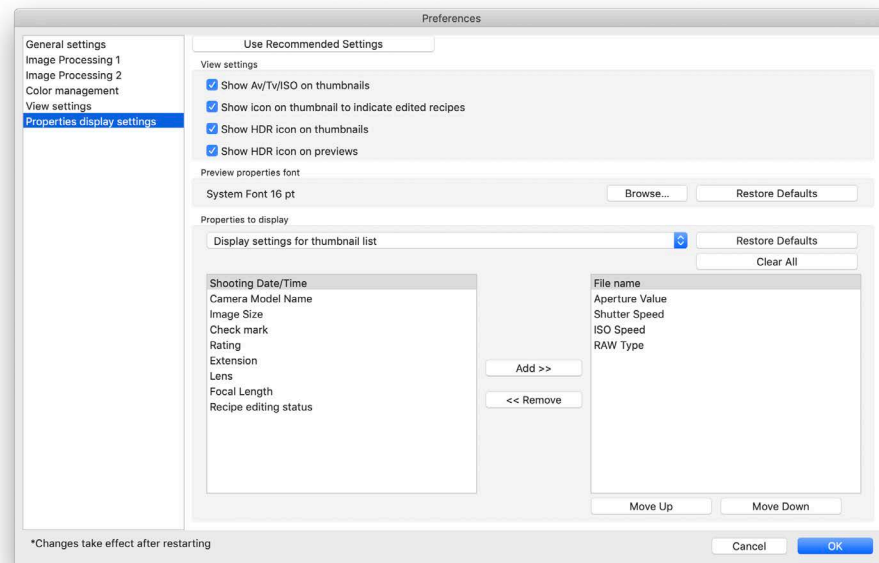 Preferences
General settings
Image Processing 1
Image Processing 2
Color management
View settings
Properties display settings
Use Recommended Settings
View settings
Show Av/Tv/ISO on thumbnails
Show icon on thumbnail to indicate edited recipes
Show HDR icon on thumbnails
Show HDR icon on previews
Preview properties font
System Font 16 pt
Browse...
Restore Defaults
Properties to display
Display settings for thumbnail list
Restore Defaults
Clear All
Shooting Date/Time
Camera Model Name
Image Size
Check mark
Rating
Extension
Lens
Focal Length
Recipe editing status
Add >>
<< Remove
File name
Aperture Value
Shutter Speed
ISO Speed
RAW Type
Move Up
Move Down
*Changes take effect after restarting
Cancel
OK